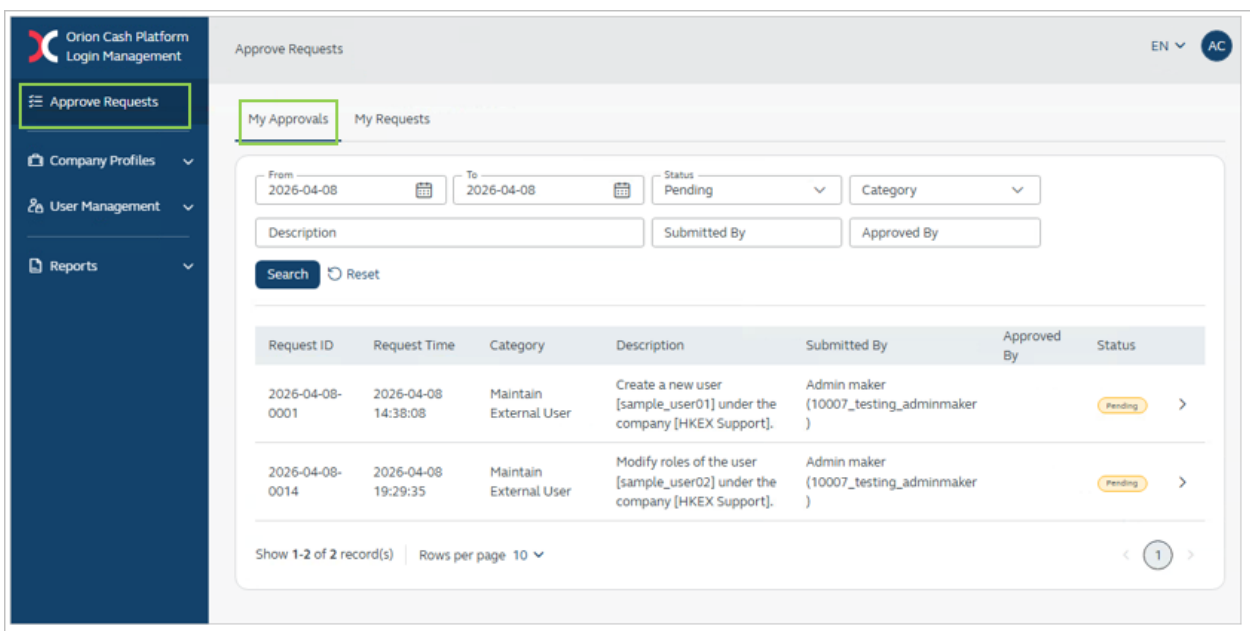 Orion Cash Platform
Login Management
Approve Requests
EN
AC
Approve Requests
Company Profiles
User Management
Reports
My Approvals My Requests
From
2026-04-08
To
2026-04-08
Status
Pending
Category
Description
Submitted By
Approved By
Search Reset
Request ID Request Time Category Description Submitted By Approved By Status
2026-04-08-0001
2026-04-08 14:38:08
Maintain External User
Create a new user [sample_user01] under the company [HKEX Support].
Admin maker (10007_testing_adminmaker)
Pending
2026-04-08-0014
2026-04-08 19:29:35
Maintain External User
Modify roles of the user [sample_user02] under the company [HKEX Support].
Admin maker (10007_testing_adminmaker)
Pending
Show 1-2 of 2 record(s) Rows per page 10
1